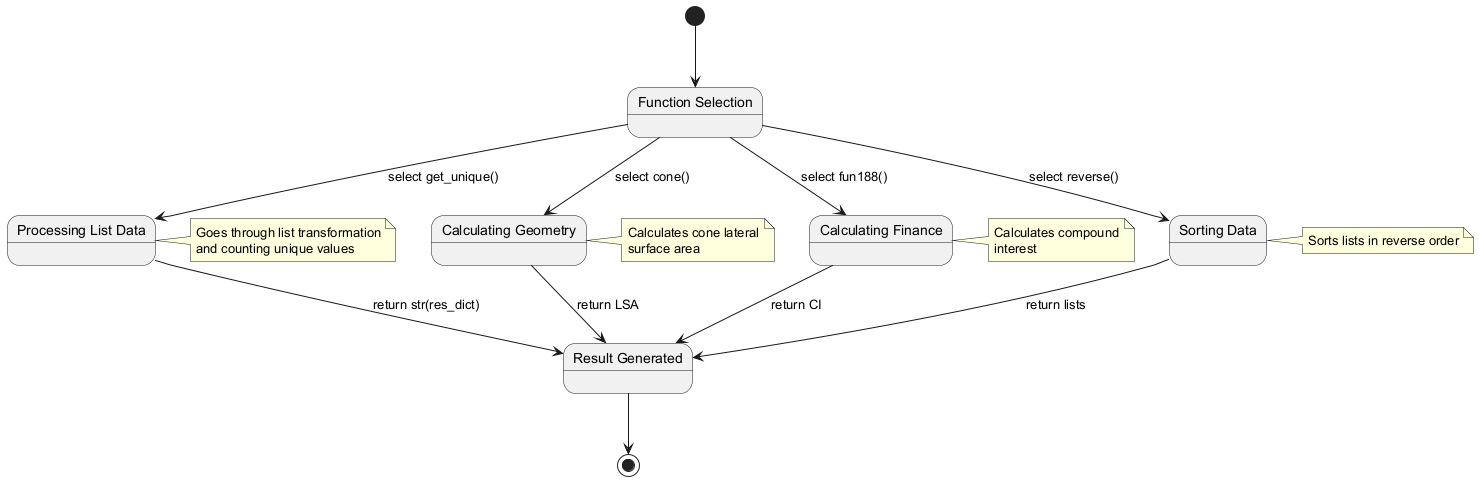 Function Selection
select get_unique()
select cone()
select fun188()
select reverse()
Processing List Data
Goes through list transformation
and counting unique values
Calculating Geometry
Calculates cone lateral
surface area
Calculating Finance
Calculates compound
interest
Sorting Data
Sorts lists in reverse order
return str(res_dict)
return LSA
return CI
return lists
Result Generated